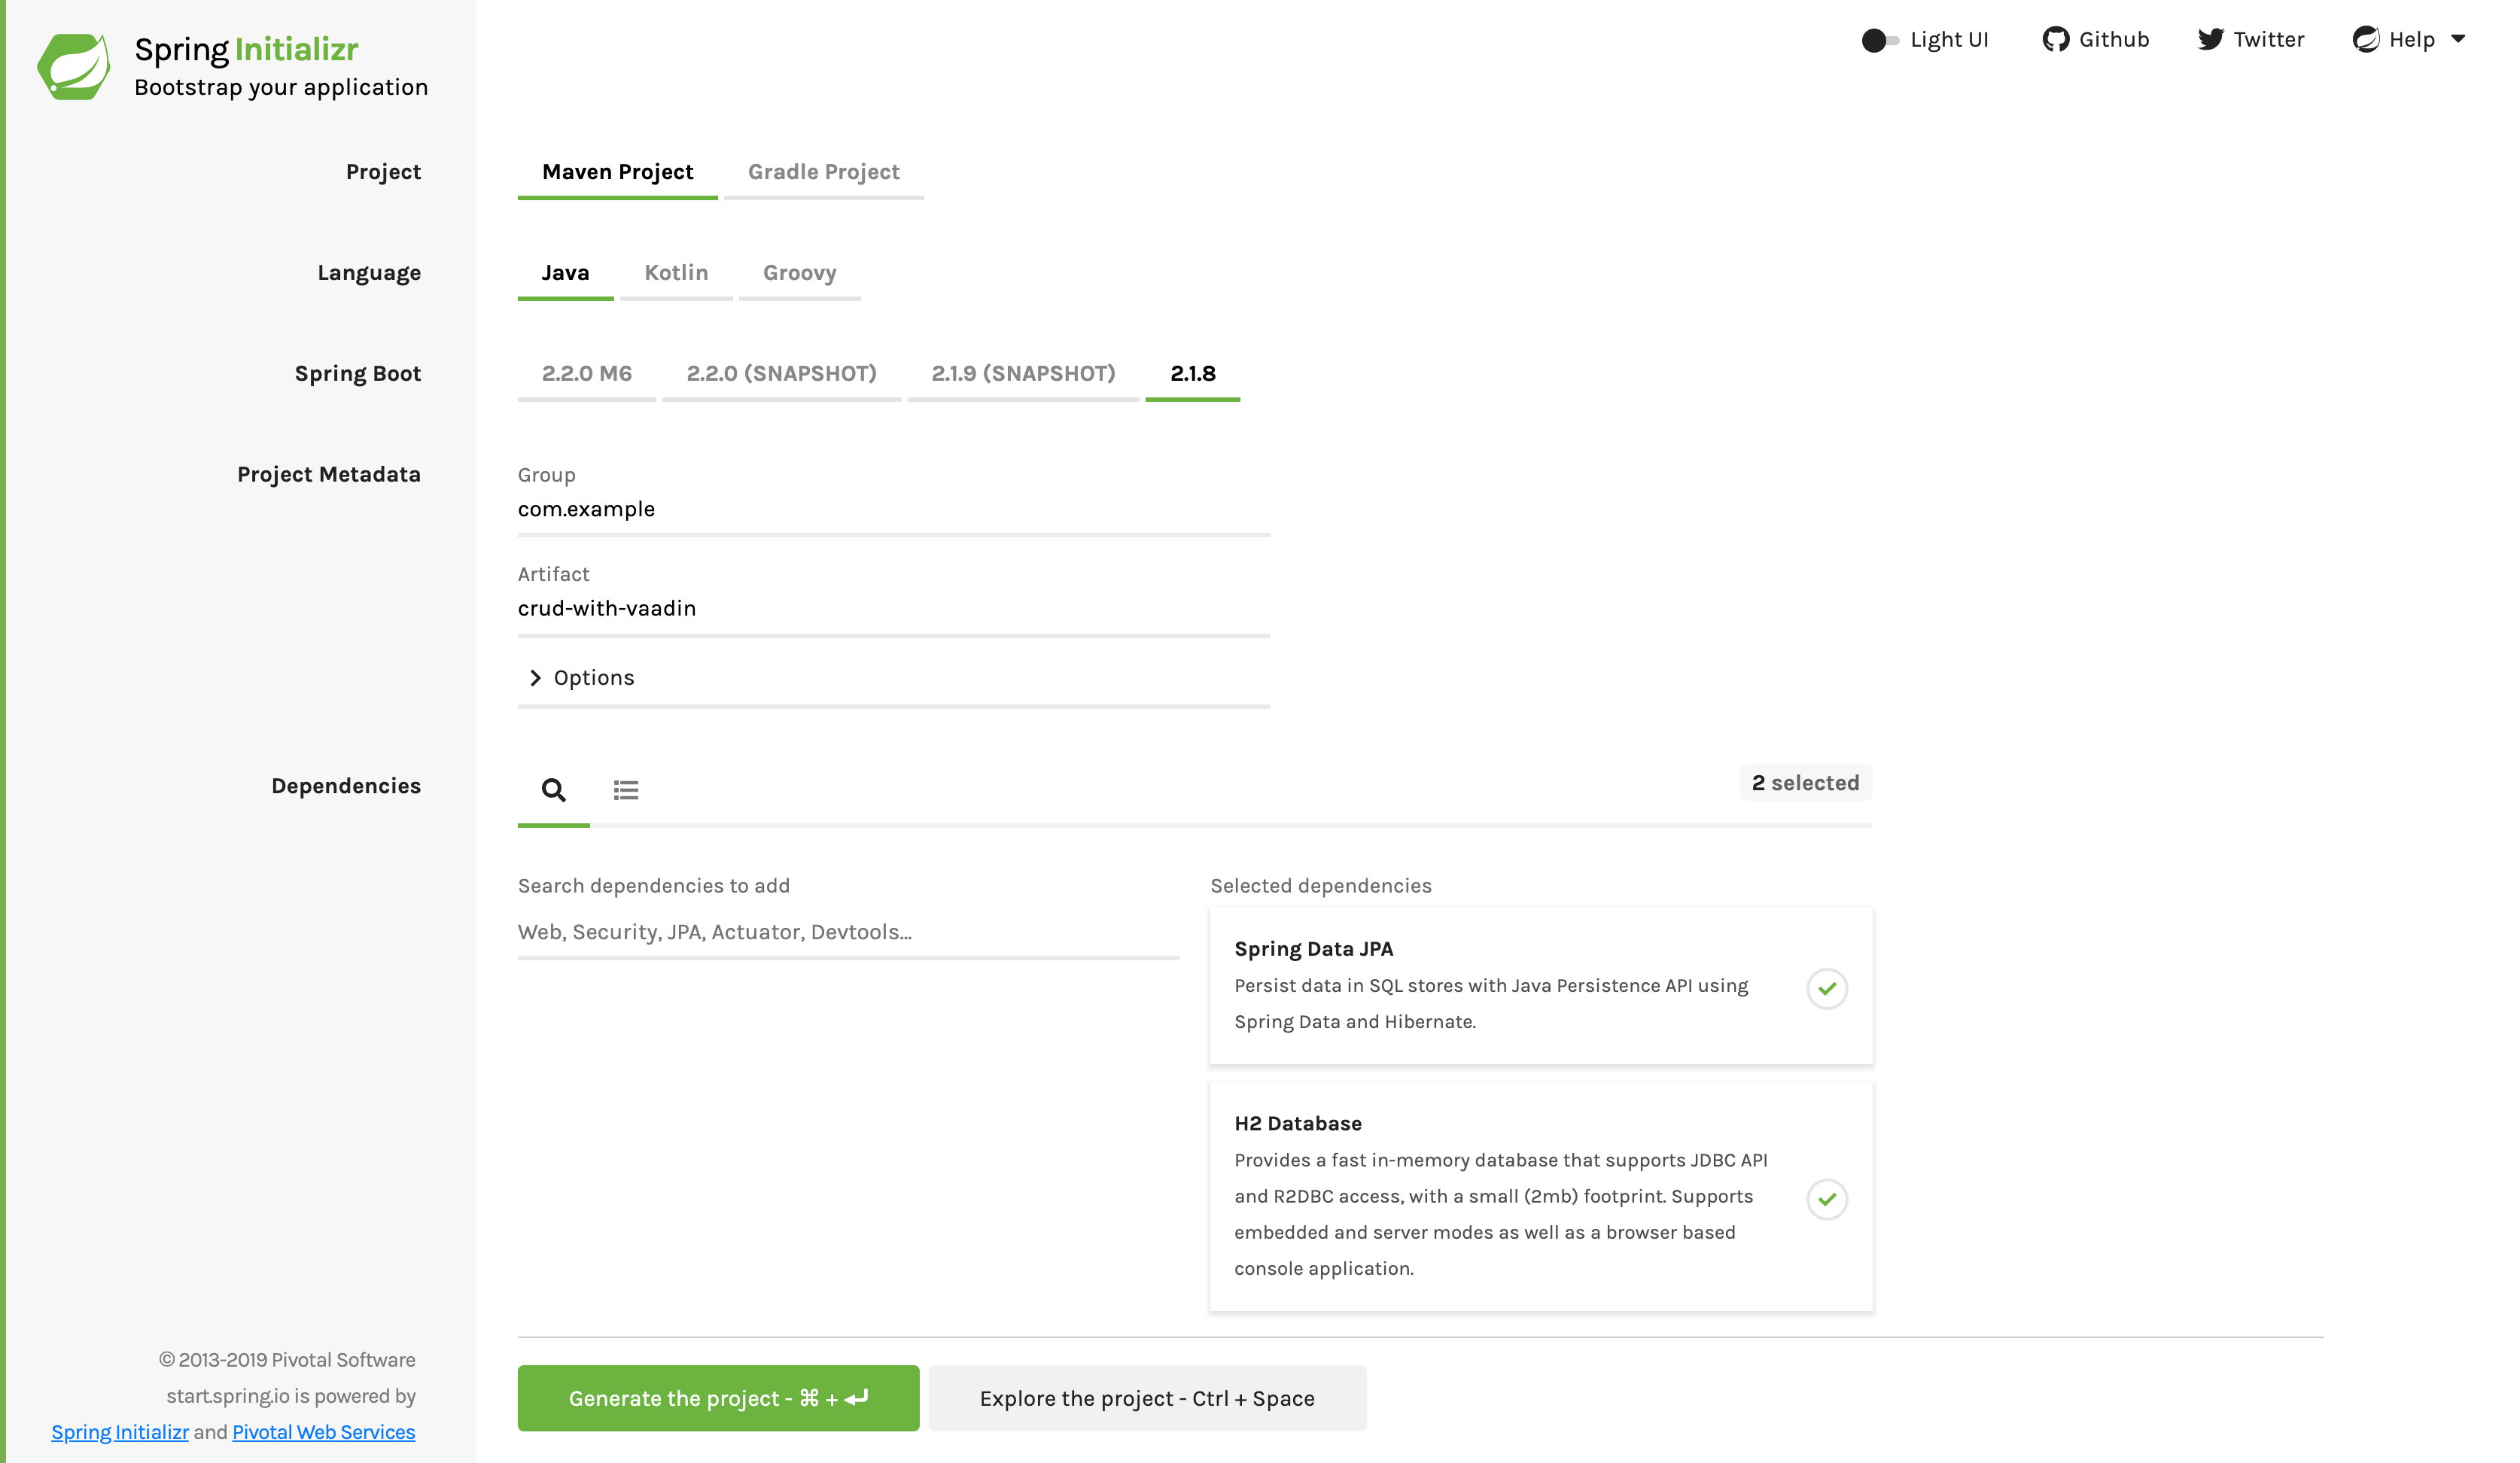 Spring Initializr
Bootstrap your application
Light UI
Github
Twitter
Help
Project
Maven Project
Gradle Project
Language
Java
Kotlin
Groovy
Spring Boot
2.2.0 M6
2.2.0 (SNAPSHOT)
2.1.9 (SNAPSHOT)
2.1.8
Project Metadata
Group
com.example
Artifact
crud-with-vaadin
Options
Dependencies
2 selected
Search dependencies to add
Web, Security, JPA, Actuator, Devtools...
Selected dependencies
Spring Data JPA
Persist data in SQL stores with Java Persistence API using
Spring Data and Hibernate.
H2 Database
Provides a fast in-memory database that supports JDBC API
and R2DBC access, with a small (2mb) footprint. Supports
embedded and server modes as well as a browser based
console application.
© 2013-2019 Pivotal Software
start.spring.io is powered by
Spring Initializr and Pivotal Web Services
Generate the project - ⌘ + ↵
Explore the project - Ctrl + Space